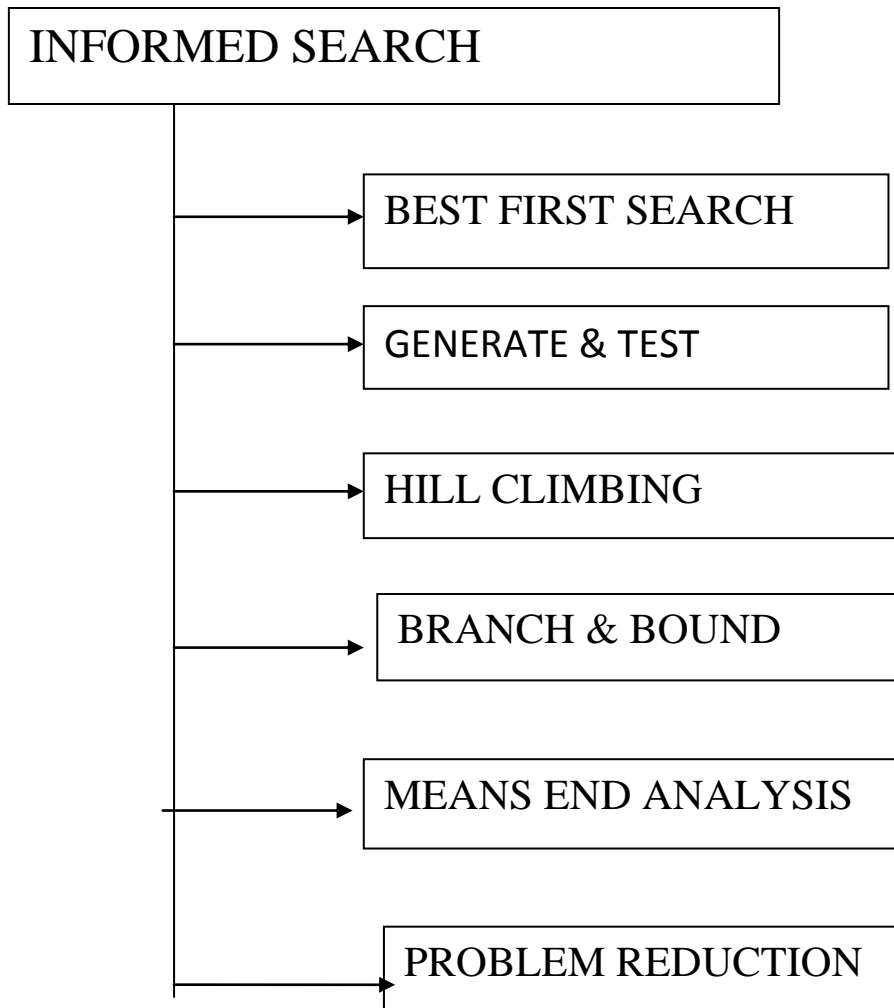 INFORMED SEARCH
BEST FIRST SEARCH
GENERATE & TEST
HILL CLIMBING
BRANCH & BOUND
MEANS END ANALYSIS
PROBLEM REDUCTION